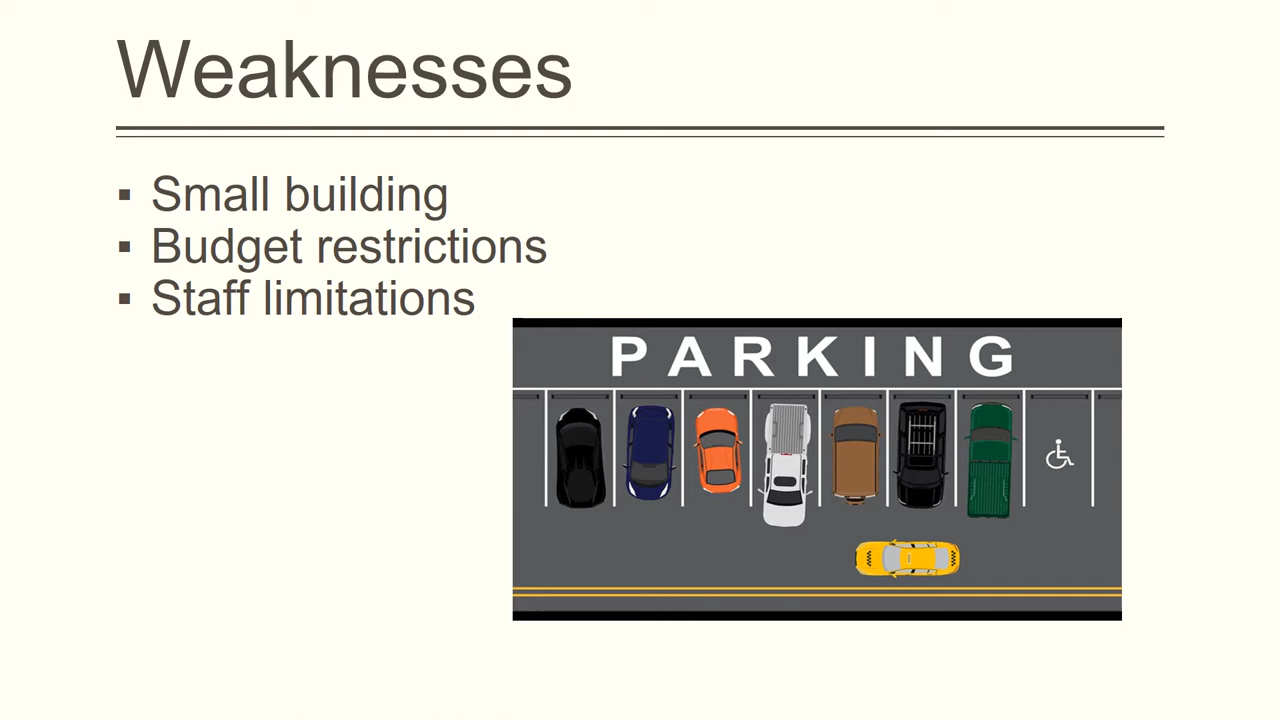 Weaknesses
▪ Small building
▪ Budget restrictions
▪ Staff limitations
PARKING